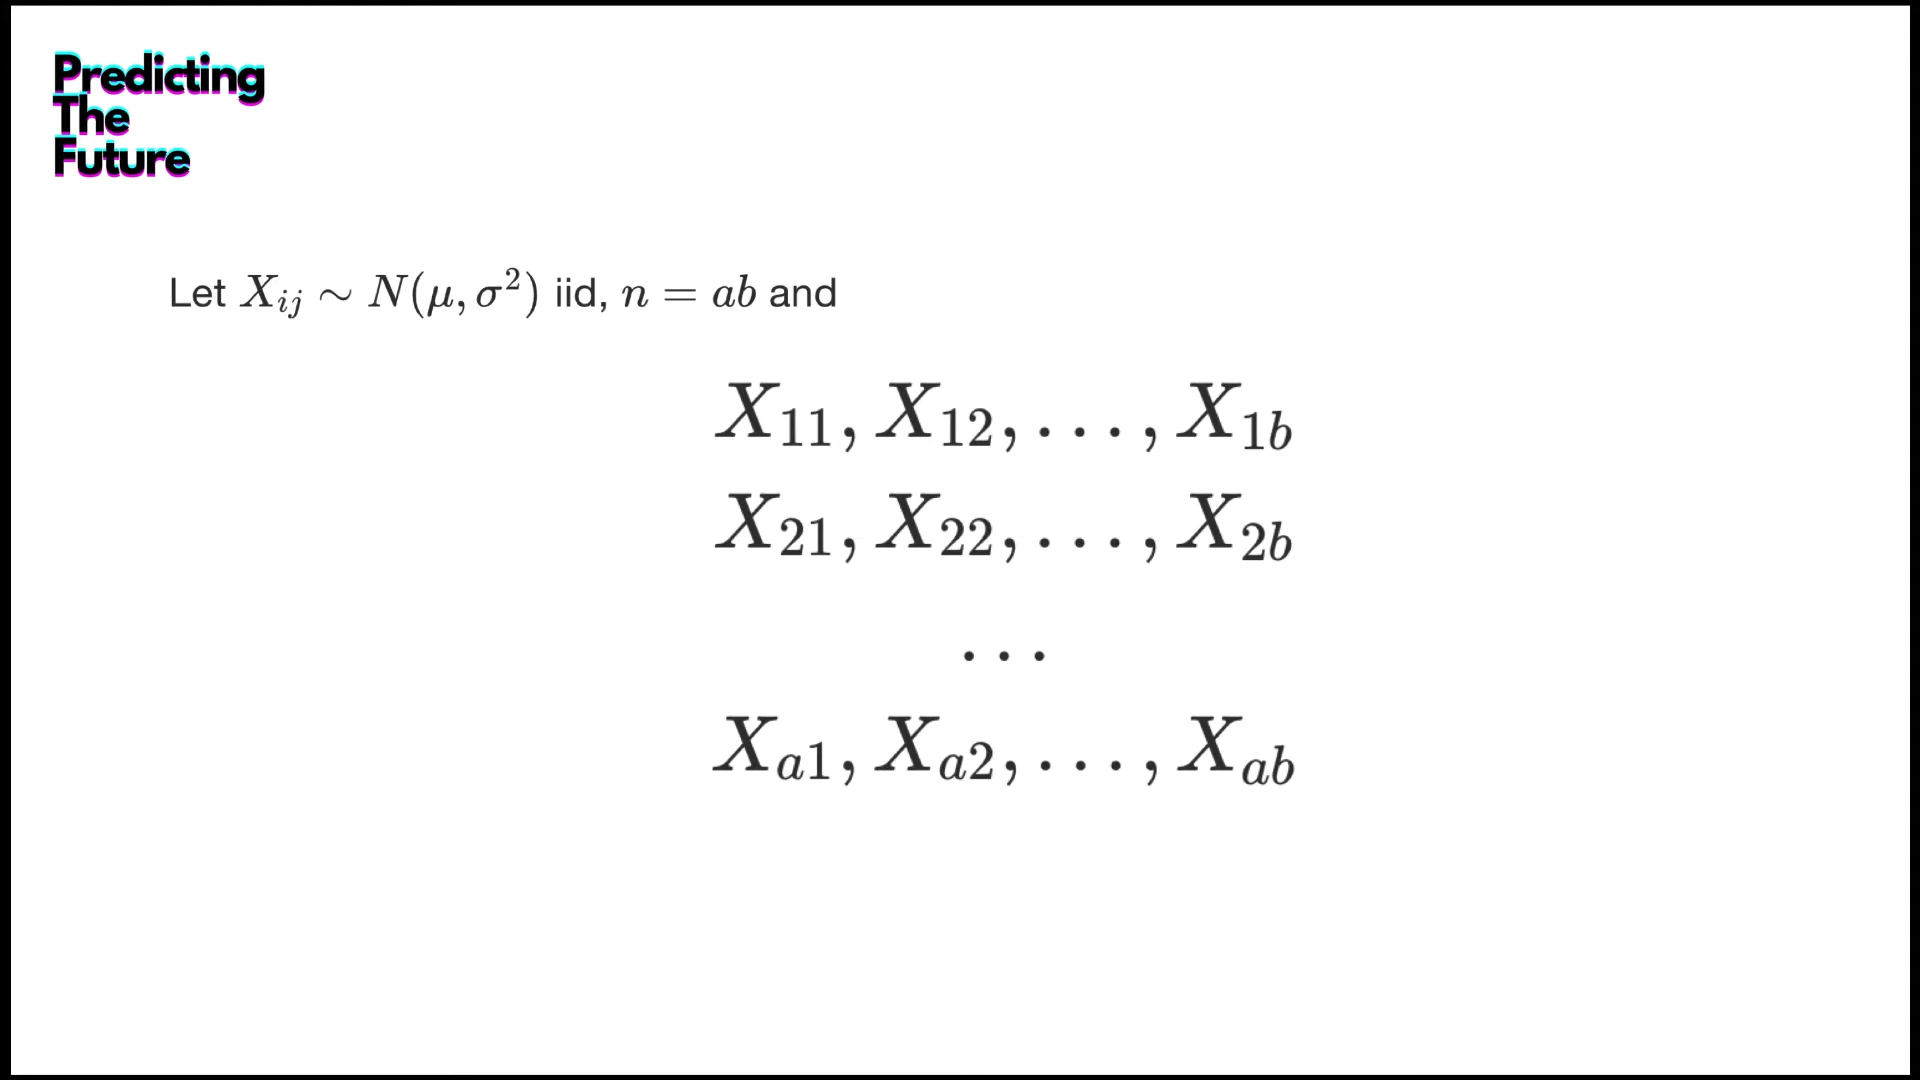 Predicting
The
Future
Let $X_{ij} \sim N(\mu, \sigma^2)$ iid, $n = ab$ and
$X_{11}, X_{12}, \ldots, X_{1b}$
$X_{21}, X_{22}, \ldots, X_{2b}$
$\ldots$
$X_{a1}, X_{a2}, \ldots, X_{ab}$